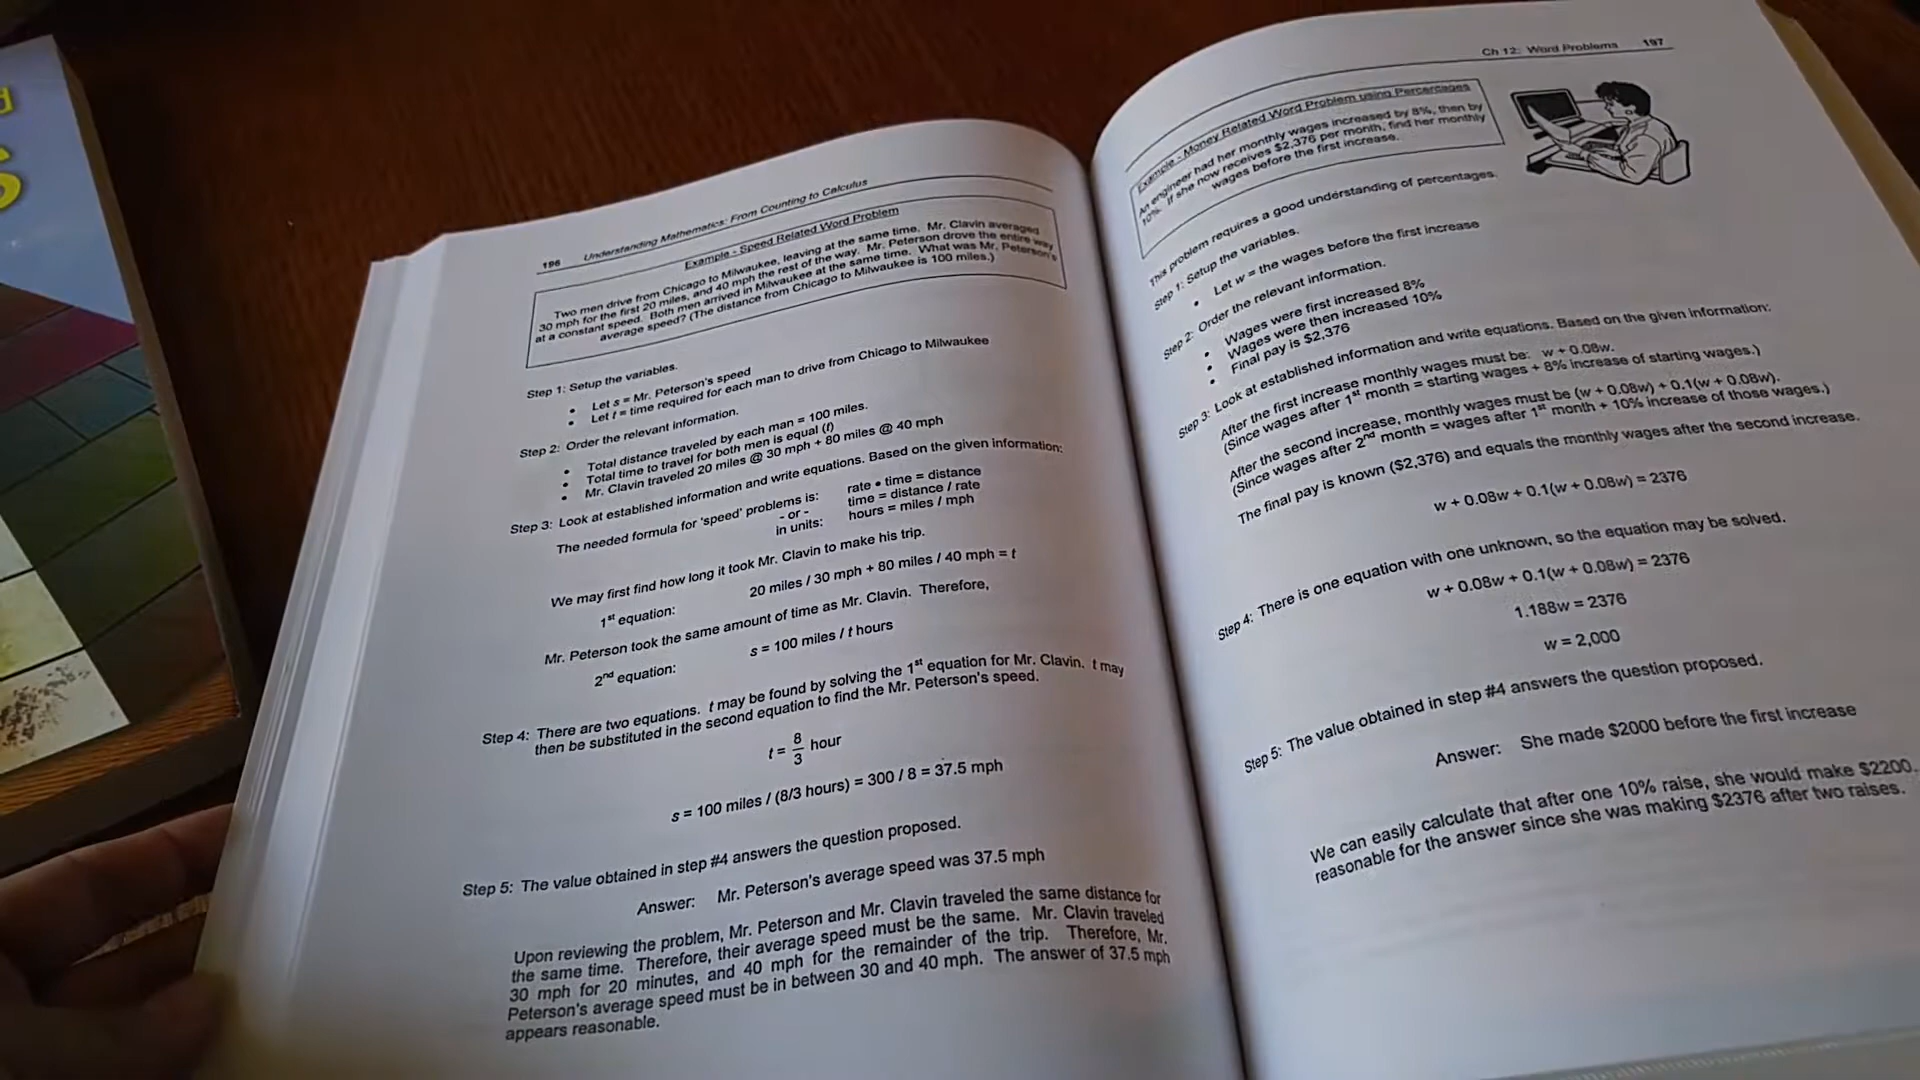 196 Understanding Mathematics: From Counting to Calculus
Example - Speed Related Word Problem
Two men drive from Chicago to Milwaukee, leaving at the same time. Mr. Clavin averaged
30 mph for the first 20 miles, and 40 mph the rest of the way. Mr. Peterson drove the entire way
at a constant speed. Both men arrived in Milwaukee at the same time. What was Mr. Peterson's
average speed? (The distance from Chicago to Milwaukee is 100 miles.)
Step 1: Setup the variables.
• Let s = Mr. Peterson's speed
• Let t = time required for each man to drive from Chicago to Milwaukee
Step 2: Order the relevant information.
• Total distance traveled by each man = 100 miles.
• Total time to travel for both men is equal (t)
• Mr. Clavin traveled 20 miles @ 30 mph + 80 miles @ 40 mph
Step 3: Look at established information and write equations. Based on the given information:
The needed formula for 'speed' problems is: rate • time = distance
- or - time = distance / rate
in units: hours = miles / mph
We may first find how long it took Mr. Clavin to make his trip.
1st equation: 20 miles / 30 mph + 80 miles / 40 mph = t
Mr. Peterson took the same amount of time as Mr. Clavin. Therefore,
2nd equation: s = 100 miles / t hours
Step 4: There are two equations. t may be found by solving the 1st equation for Mr. Clavin. t may
then be substituted in the second equation to find the Mr. Peterson's speed.
t = 8/3 hour
s = 100 miles / (8/3 hours) = 300 / 8 = 37.5 mph
Step 5: The value obtained in step #4 answers the question proposed.
Answer: Mr. Peterson's average speed was 37.5 mph
Upon reviewing the problem, Mr. Peterson and Mr. Clavin traveled the same distance for
the same time. Therefore, their average speed must be the same. Mr. Clavin traveled
30 mph for 20 minutes, and 40 mph for the remainder of the trip. Therefore, Mr.
Peterson's average speed must be in between 30 and 40 mph. The answer of 37.5 mph
appears reasonable.
Ch 12: Word Problems 197
Example - Money Related Word Problem using Percentages
An engineer had her monthly wages increased by 8%, then by
10%. If she now receives $2,376 per month, find her monthly
wages before the first increase.
This problem requires a good understanding of percentages.
Step 1: Setup the variables.
• Let w = the wages before the first increase
Step 2: Order the relevant information.
• Wages were first increased 8%
• Wages were then increased 10%
• Final pay is $2,376
Step 3: Look at established information and write equations. Based on the given information:
After the first increase monthly wages must be: w + 0.08w.
(Since wages after 1st month = starting wages + 8% increase of starting wages.)
After the second increase, monthly wages must be (w + 0.08w) + 0.1(w + 0.08w).
(Since wages after 2nd month = wages after 1st month + 10% increase of those wages.)
The final pay is known ($2,376) and equals the monthly wages after the second increase.
w + 0.08w + 0.1(w + 0.08w) = 2376
Step 4: There is one equation with one unknown, so the equation may be solved.
w + 0.08w + 0.1(w + 0.08w) = 2376
1.188w = 2376
w = 2,000
Step 5: The value obtained in step #4 answers the question proposed.
Answer: She made $2000 before the first increase
We can easily calculate that after one 10% raise, she would make $2200.
reasonable for the answer since she was making $2376 after two raises.